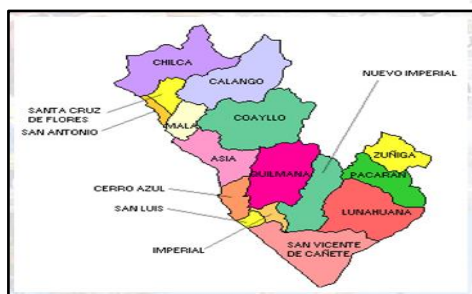 CHILCA
CALANGO
NUEVO IMPERIAL
SANTA CRUZ
DE FLORES
SAN ANTONIO
MALA
COAYLLO
ASIA
QUILMANA
ZUÑIGA
PACARAN
CERRO AZUL
SAN LUIS
LUNAHUANA
IMPERIAL
SAN VICENTE
DE CAÑETE